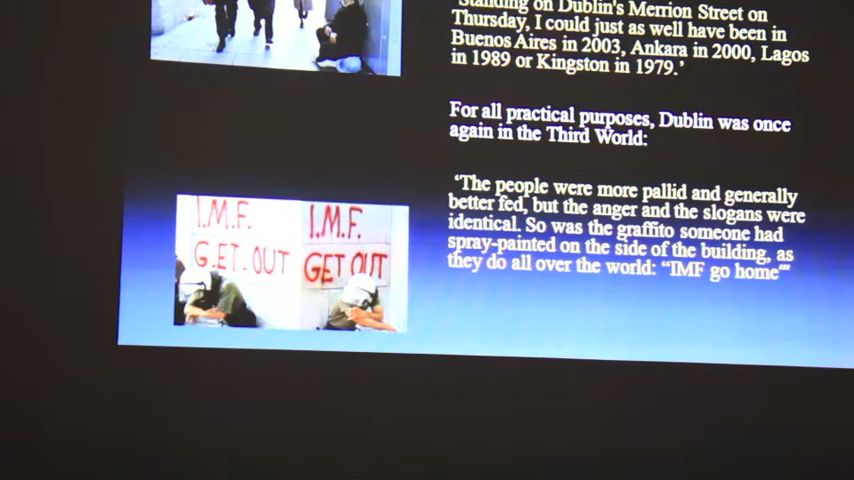 'Standing on Dublin's Merrion Street on
Thursday, I could just as well have been in
Buenos Aires in 2003, Ankara in 2000, Lagos
in 1989 or Kingston in 1979.'
For all practical purposes, Dublin was once
again in the Third World:
'The people were more pallid and generally
better fed, but the anger and the slogans were
identical. So was the graffito someone had
spray-painted on the side of the building, as
they do all over the world: "IMF go home"'
I.M.F.
G.ET.OUT
I.M.F.
GET OUT